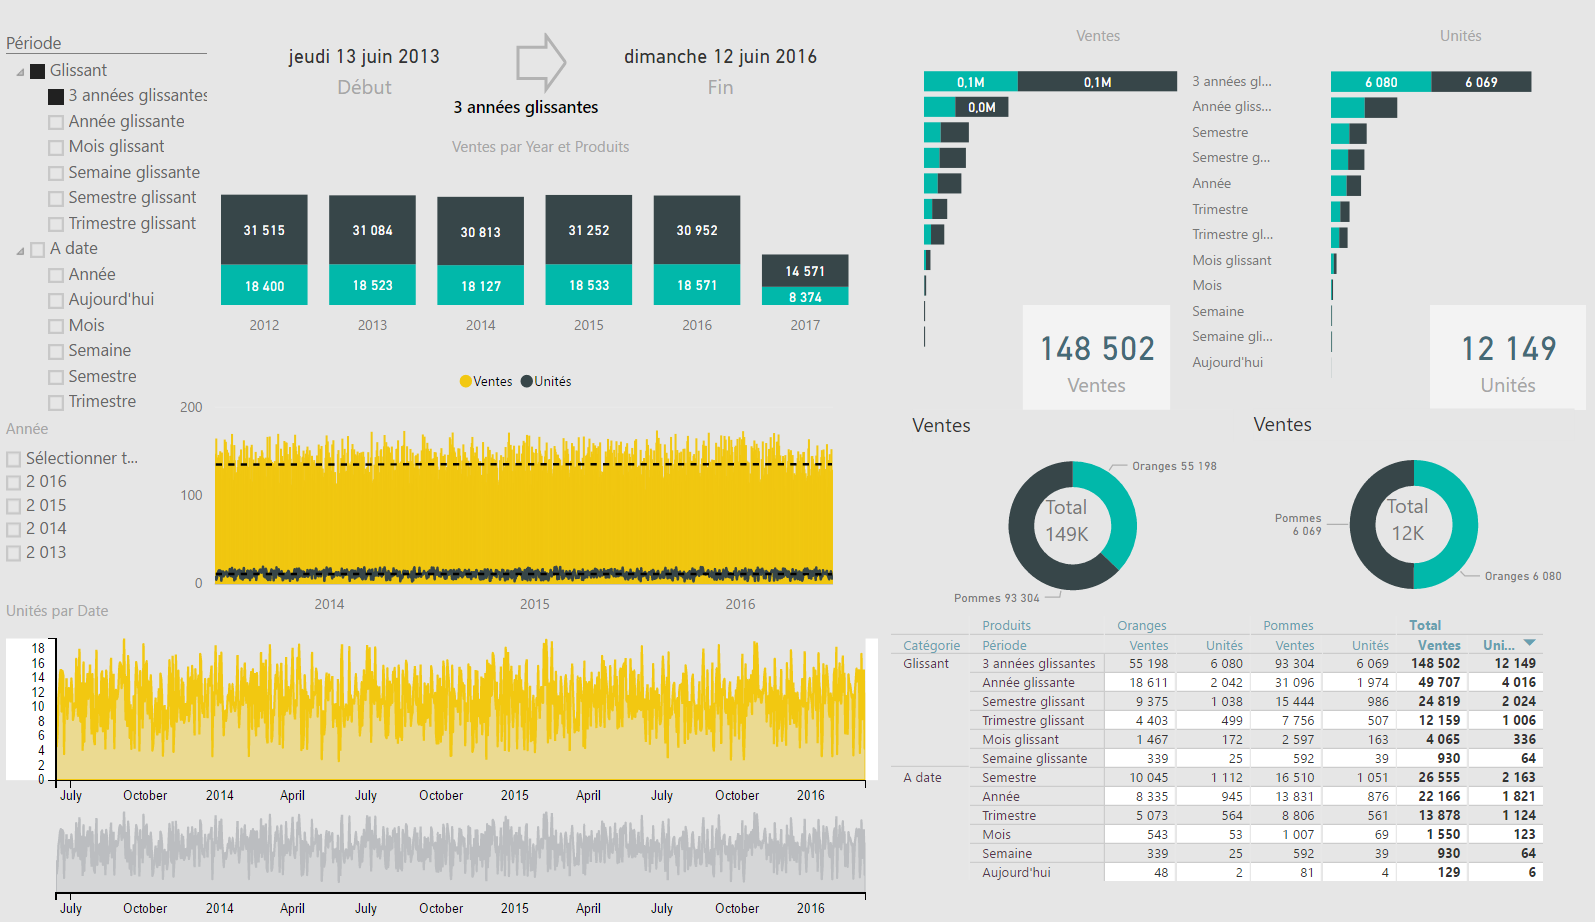 Période
Glissant
3 années glissantes
Année glissante
Mois glissant
Semaine glissante
Semestre glissant
Trimestre glissant
A date
Année
Aujourd'hui
Mois
Semaine
Semestre
Trimestre
Année
Sélectionner t...
2 016
2 015
2 014
2 013
jeudi 13 juin 2013
Début
dimanche 12 juin 2016
Fin
3 années glissantes
Ventes par Year et Produits
31 515 31 084 30 813 31 252 30 952 14 571
18 400 18 523 18 127 18 533 18 571 8 374
2012 2013 2014 2015 2016 2017
Ventes Unités
200
100
0
2014 2015 2016
Unités par Date
18
16
14
12
10
8
6
4
2
0
July October 2014 April July October 2015 April July October 2016
July October 2014 April July October 2015 April July October 2016
Ventes Unités
0,1M 0,1M 3 années gl... 6 080 6 069
0,0M Année gliss...
Semestre
Semestre g...
Année
Trimestre
Trimestre gl...
Mois glissant
Mois
Semaine
Semaine gli...
Aujourd'hui
148 502
Ventes
12 149
Unités
Ventes
Oranges 55 198
Total
149K
Pommes 93 304
Ventes
Pommes
6 069
Total
12K
Oranges 6 080
Produits Oranges Pommes Total
Catégorie Période Ventes Unités Ventes Unités Ventes Uni...
Glissant 3 années glissantes 55 198 6 080 93 304 6 069 148 502 12 149
Année glissante 18 611 2 042 31 096 1 974 49 707 4 016
Semestre glissant 9 375 1 038 15 444 986 24 819 2 024
Trimestre glissant 4 403 499 7 756 507 12 159 1 006
Mois glissant 1 467 172 2 597 163 4 065 336
Semaine glissante 339 25 592 39 930 64
A date Semestre 10 045 1 112 16 510 1 051 26 555 2 163
Année 8 335 945 13 831 876 22 166 1 821
Trimestre 5 073 564 8 806 561 13 878 1 124
Mois 543 53 1 007 69 1 550 123
Semaine 339 25 592 39 930 64
Aujourd'hui 48 2 81 4 129 6